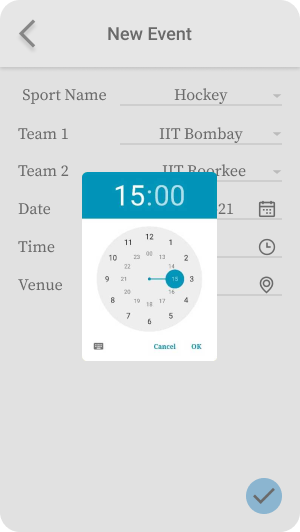 New Event
Sport Name Hockey
Team 1 IIT Bombay
Team 2 IIT Roorkee
Date 21
15:00
Time
Venue
12
11 1
00
10 23 13 2
22 14
9 21 15 3
20 16
8 19 17 4
18
7 5
6
Cancel OK